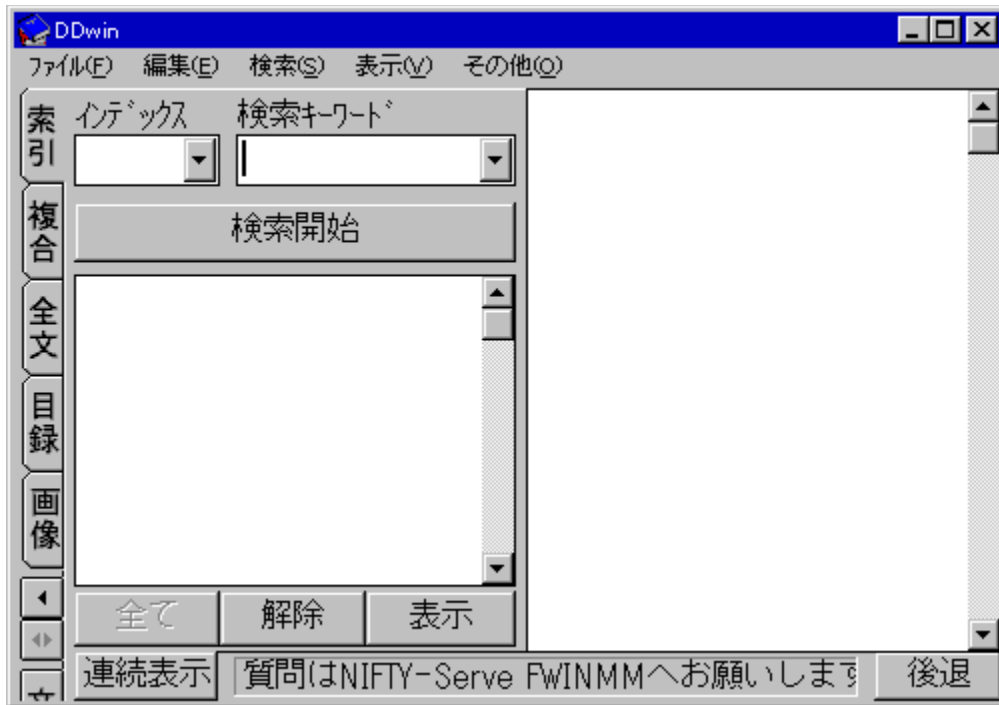 DDwin
ﾌｧｲﾙ(F) 編集(E) 検索(S) 表示(V) その他(O)
索引
複合
全文
目録
画像
ｲﾝﾃﾞｯｸｽ 検索ｷｰﾜｰﾄﾞ
検索開始
全て 解除 表示
連続表示 質問はNIFTY-Serve FWINMMへお願いします 後退